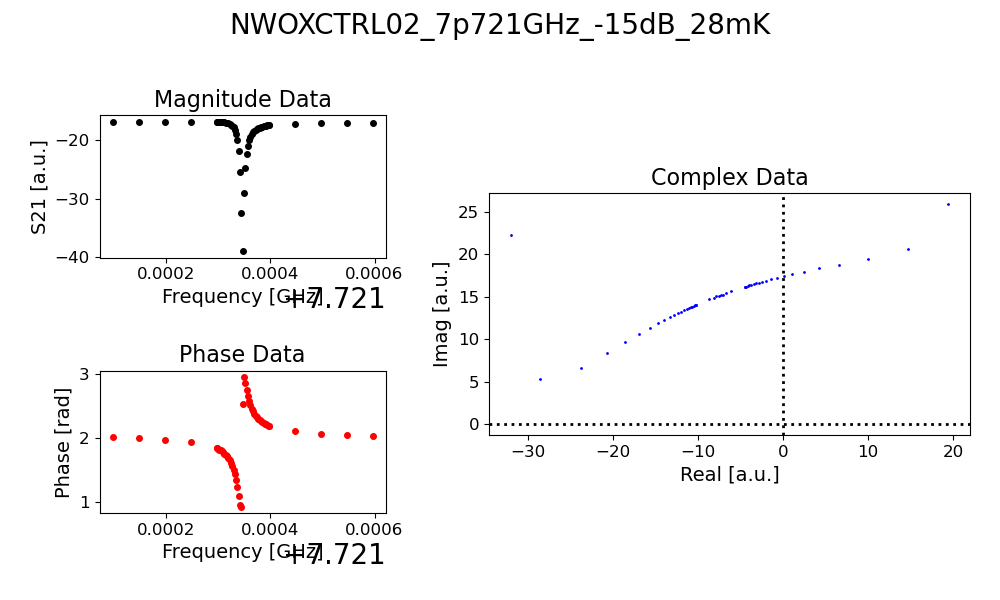 NWOXCTRL02_7p721GHz_-15dB_28mK
Magnitude Data
S21 [a.u.]
−20
−30
−40
0.0002 0.0004 0.0006
Frequency [GHz]
+7.721
Phase Data
Phase [rad]
3
2
1
0.0002 0.0004 0.0006
Frequency [GHz]
+7.721
Complex Data
Imag [a.u.]
25
20
15
10
5
0
−30 −20 −10 0 10 20
Real [a.u.]